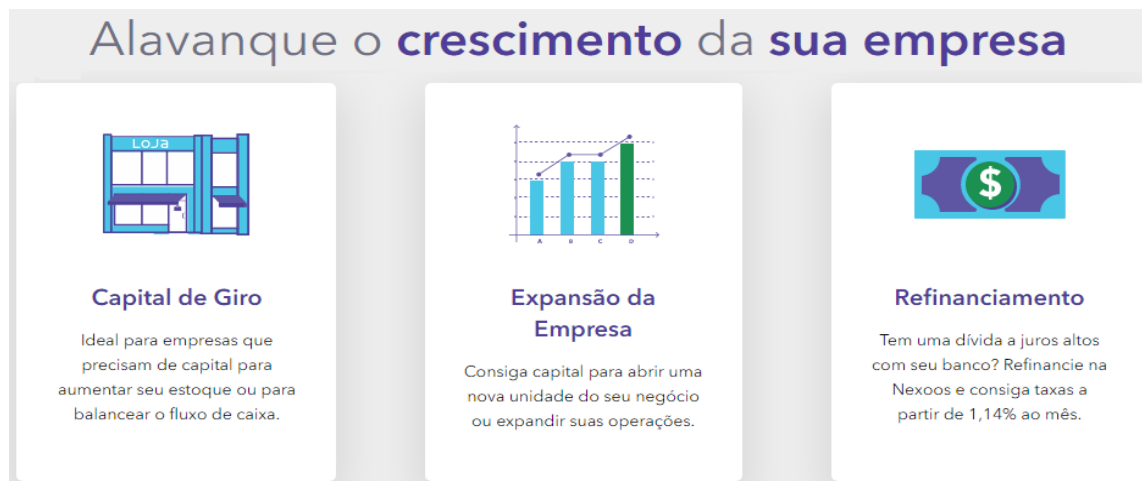 Alavanque o crescimento da sua empresa
LOJA
Capital de Giro
Ideal para empresas que
precisam de capital para
aumentar seu estoque ou para
balancear o fluxo de caixa.
A B C D
Expansão da
Empresa
Consiga capital para abrir uma
nova unidade do seu negócio
ou expandir suas operações.
$
Refinanciamento
Tem uma dívida a juros altos
com seu banco? Refinancie na
Nexoos e consiga taxas a
partir de 1,14% ao mês.